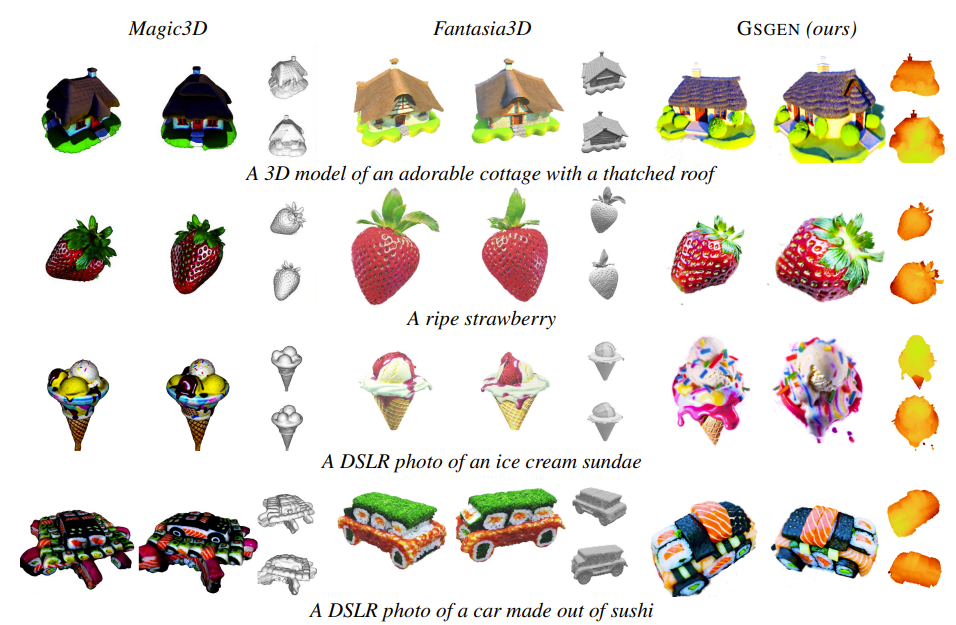 Magic3D Fantasia3D GSGEN (ours)
A 3D model of an adorable cottage with a thatched roof
A ripe strawberry
A DSLR photo of an ice cream sundae
A DSLR photo of a car made out of sushi